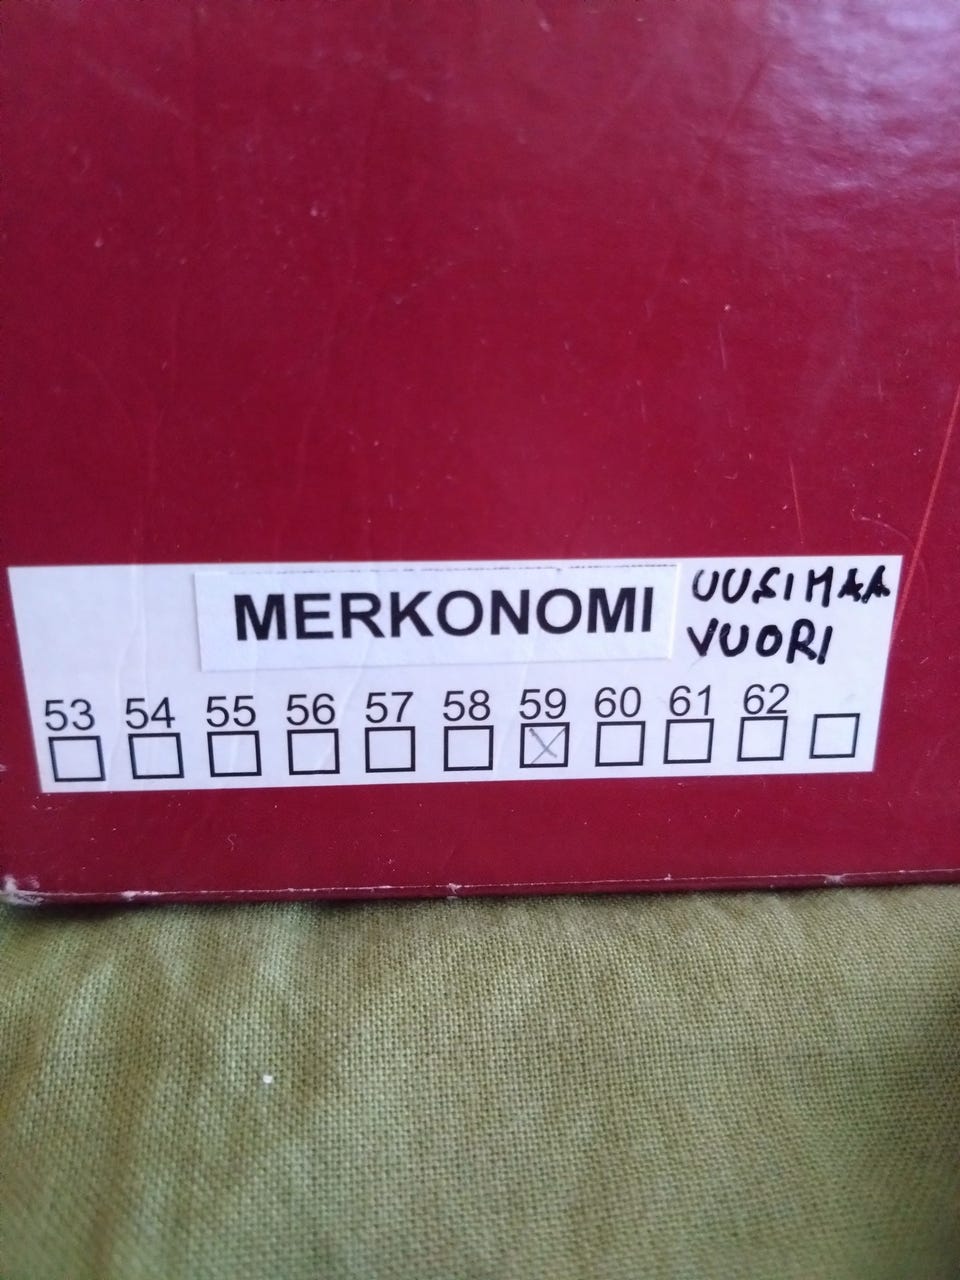 MERKONOMI UUSIMAA
VUORI
53 54 55 56 57 58 59 60 61 62